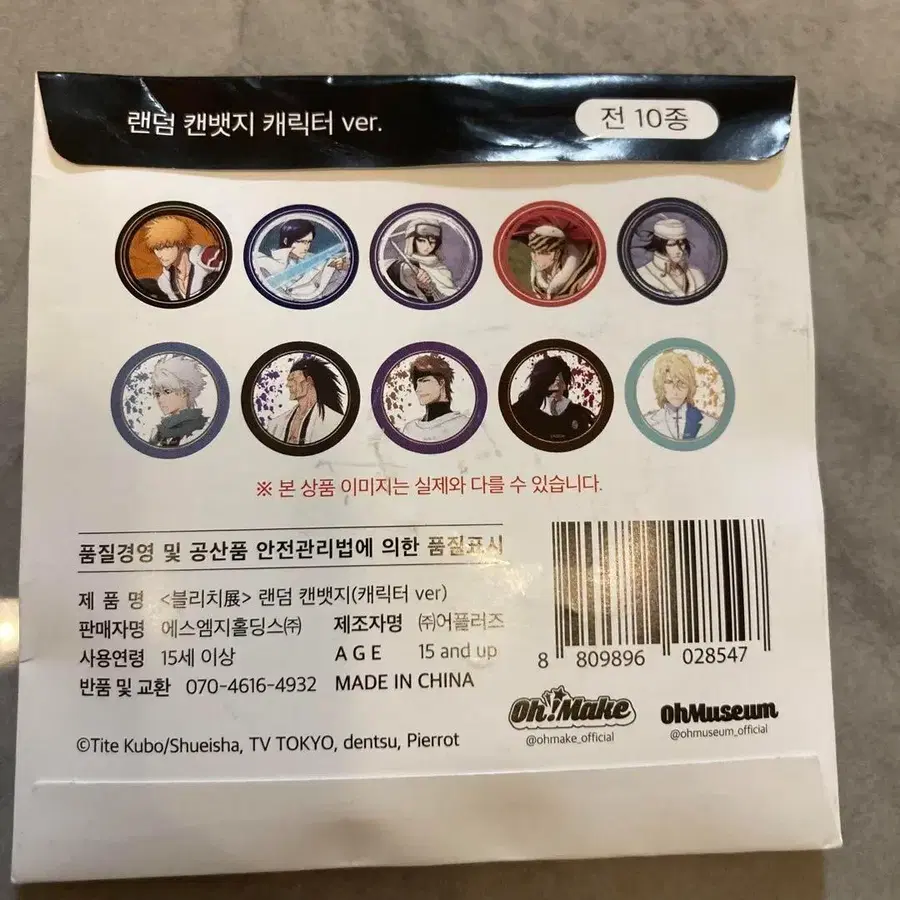 랜덤 캔뱃지 캐릭터 ver.
전 10종
※ 본 상품 이미지는 실제와 다를 수 있습니다.
품질경영 및 공산품 안전관리법에 의한 품질표시
제 품 명 <블리치展> 랜덤 캔뱃지(캐릭터 ver)
판매자명 에스엠지홀딩스㈜ 제조자명 ㈜어플러즈
사용연령 15세 이상 A G E 15 and up
반품 및 교환 070-4616-4932 MADE IN CHINA
©Tite Kubo/Shueisha, TV TOKYO, dentsu, Pierrot
8 809896 028547
Oh!Make
@ohmake_official
OhMuseum
@ohmuseum_official